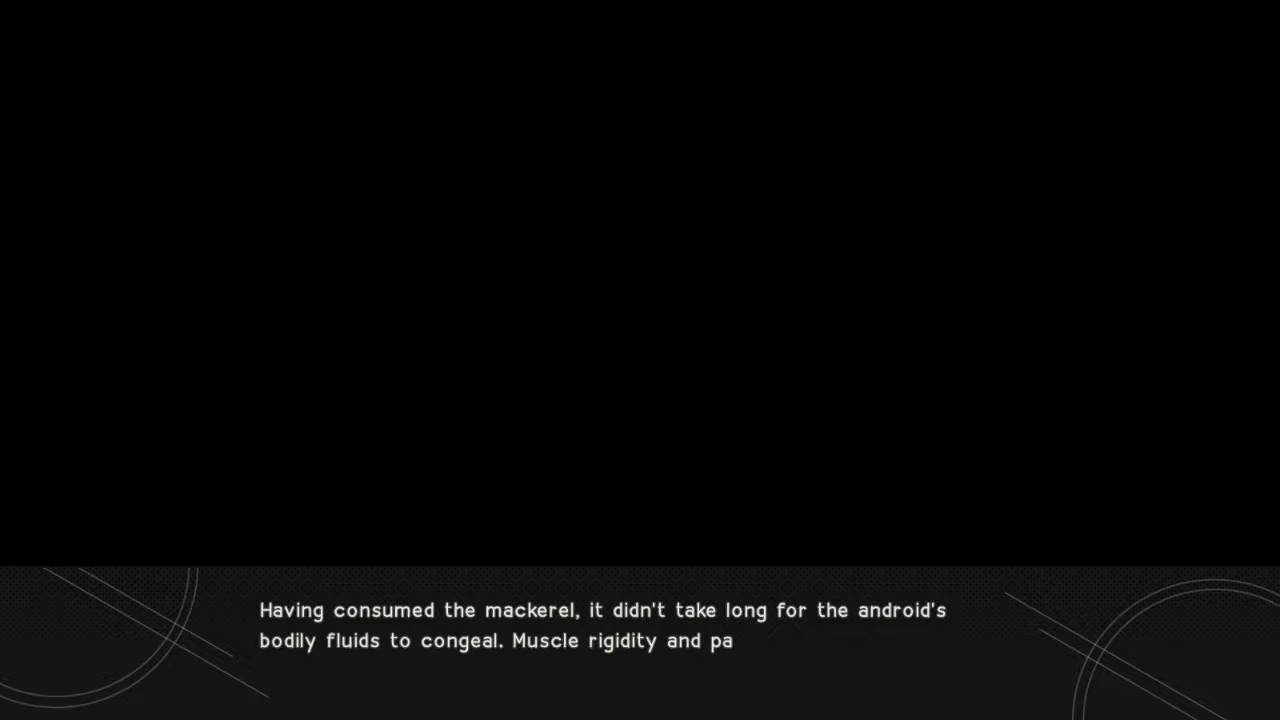 Having consumed the mackerel, it didn't take long for the android's
bodily fluids to congeal. Muscle rigidity and pa